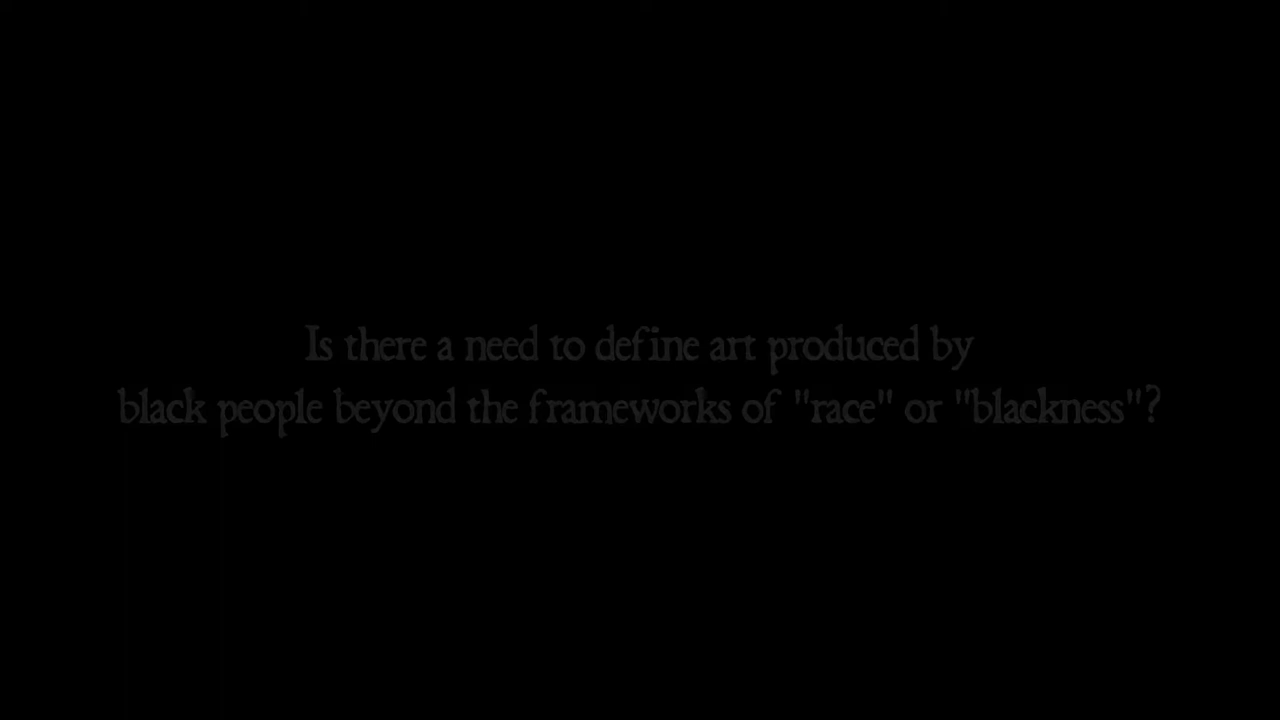 Is there a need to define art produced by
black people beyond the frameworks of "race" or "blackness"?